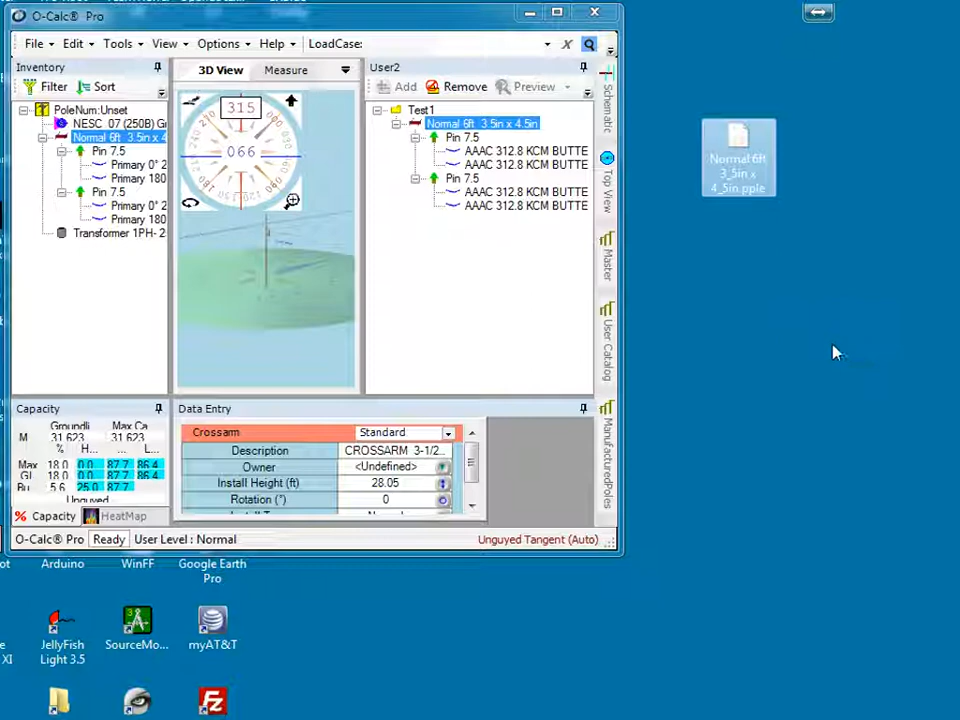 O-Calc® Pro
File Edit Tools View Options Help LoadCase:
Inventory
Filter Sort
PoleNum:Unset
NESC 07 (250B) G
Normal 6ft 3.5in x 4
Pin 7.5
Primary 0° 2
Primary 180
Pin 7.5
Primary 0° 2
Primary 180
Transformer 1PH- 2
3D View Measure
315
066
User2
Add Remove Preview
Test1
Normal 6ft 3.5in x 4.5in
Pin 7.5
AAAC 312.8 KCM BUTTE
AAAC 312.8 KCM BUTTE
Pin 7.5
AAAC 312.8 KCM BUTTE
AAAC 312.8 KCM BUTTE
Schematic
Top View
Master
User Catalog
ManufacturedPoles
Normal 6ft
3_5in x
4_5in.pple
Capacity
Groundli Max Ca
M 31,623 31,623
% H... ... L...
Max 18.0 0.0 87.7 86.4
GL 18.0 0.0 87.7 86.4
Bu 5.6 25.0 87.7
Unguyed
Capacity HeatMap
Data Entry
Crossarm Standard
Description CROSSARM 3-1/2...
Owner <Undefined>
Install Height (ft) 28.05
Rotation (°) 0
O-Calc® Pro Ready User Level : Normal Unguyed Tangent (Auto)
Arduino WinFF Google Earth
Pro
JellyFish
Light 3.5
SourceMo...
myAT&T
XI